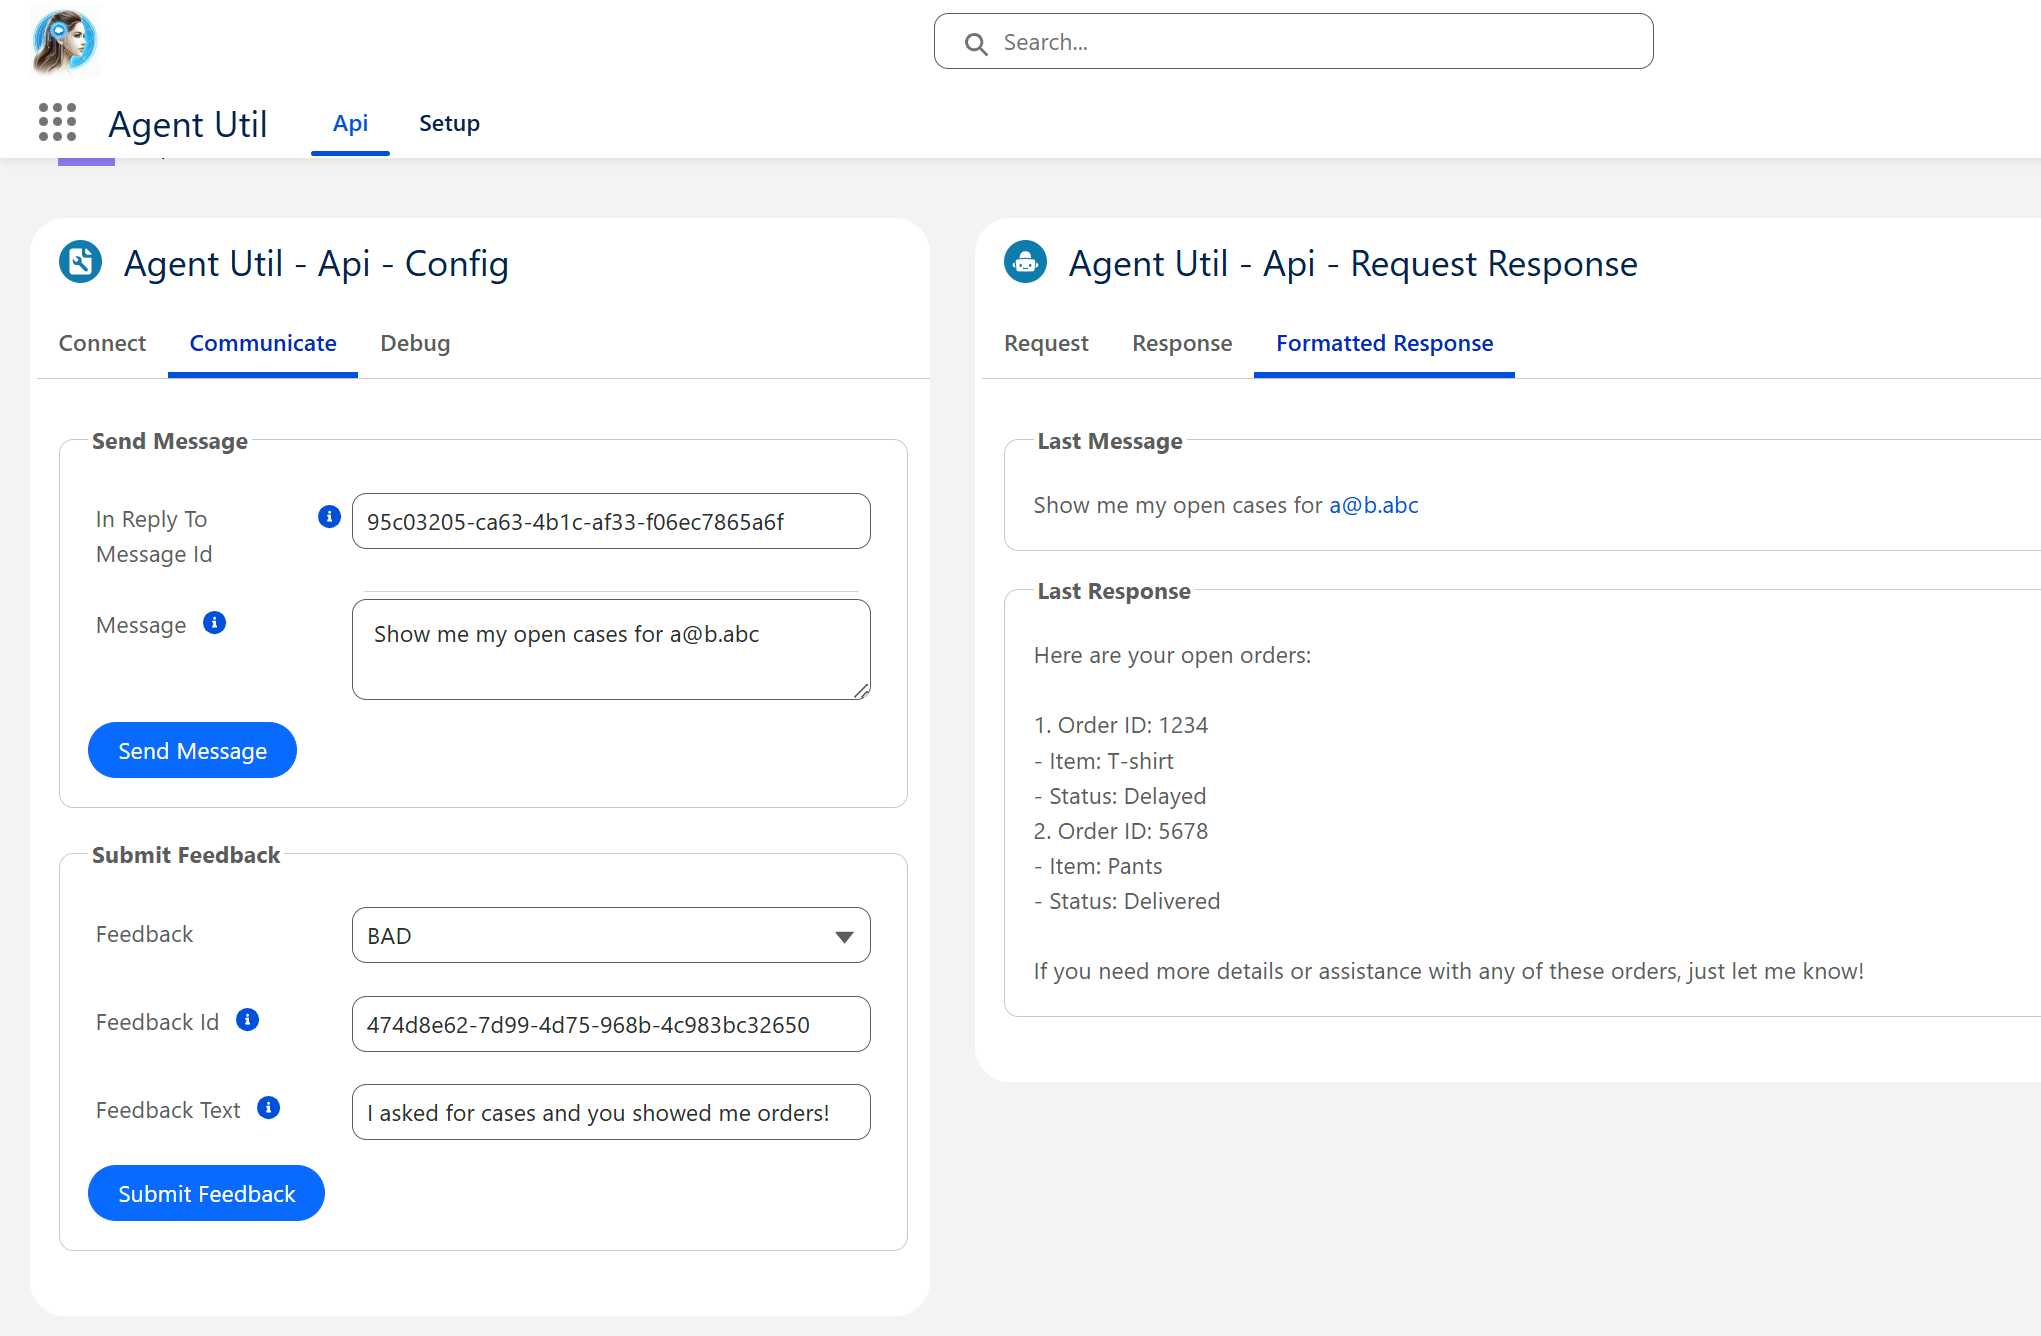 Search...
Agent Util
Api
Setup
Agent Util - Api - Config
Connect
Communicate
Debug
Send Message
In Reply To
Message Id
95c03205-ca63-4b1c-af33-f06ec7865a6f
Message
Show me my open cases for a@b.abc
Send Message
Submit Feedback
Feedback
BAD
Feedback Id
474d8e62-7d99-4d75-968b-4c983bc32650
Feedback Text
I asked for cases and you showed me orders!
Submit Feedback
Agent Util - Api - Request Response
Request
Response
Formatted Response
Last Message
Show me my open cases for a@b.abc
Last Response
Here are your open orders:
1. Order ID: 1234
- Item: T-shirt
- Status: Delayed
2. Order ID: 5678
- Item: Pants
- Status: Delivered
If you need more details or assistance with any of these orders, just let me know!